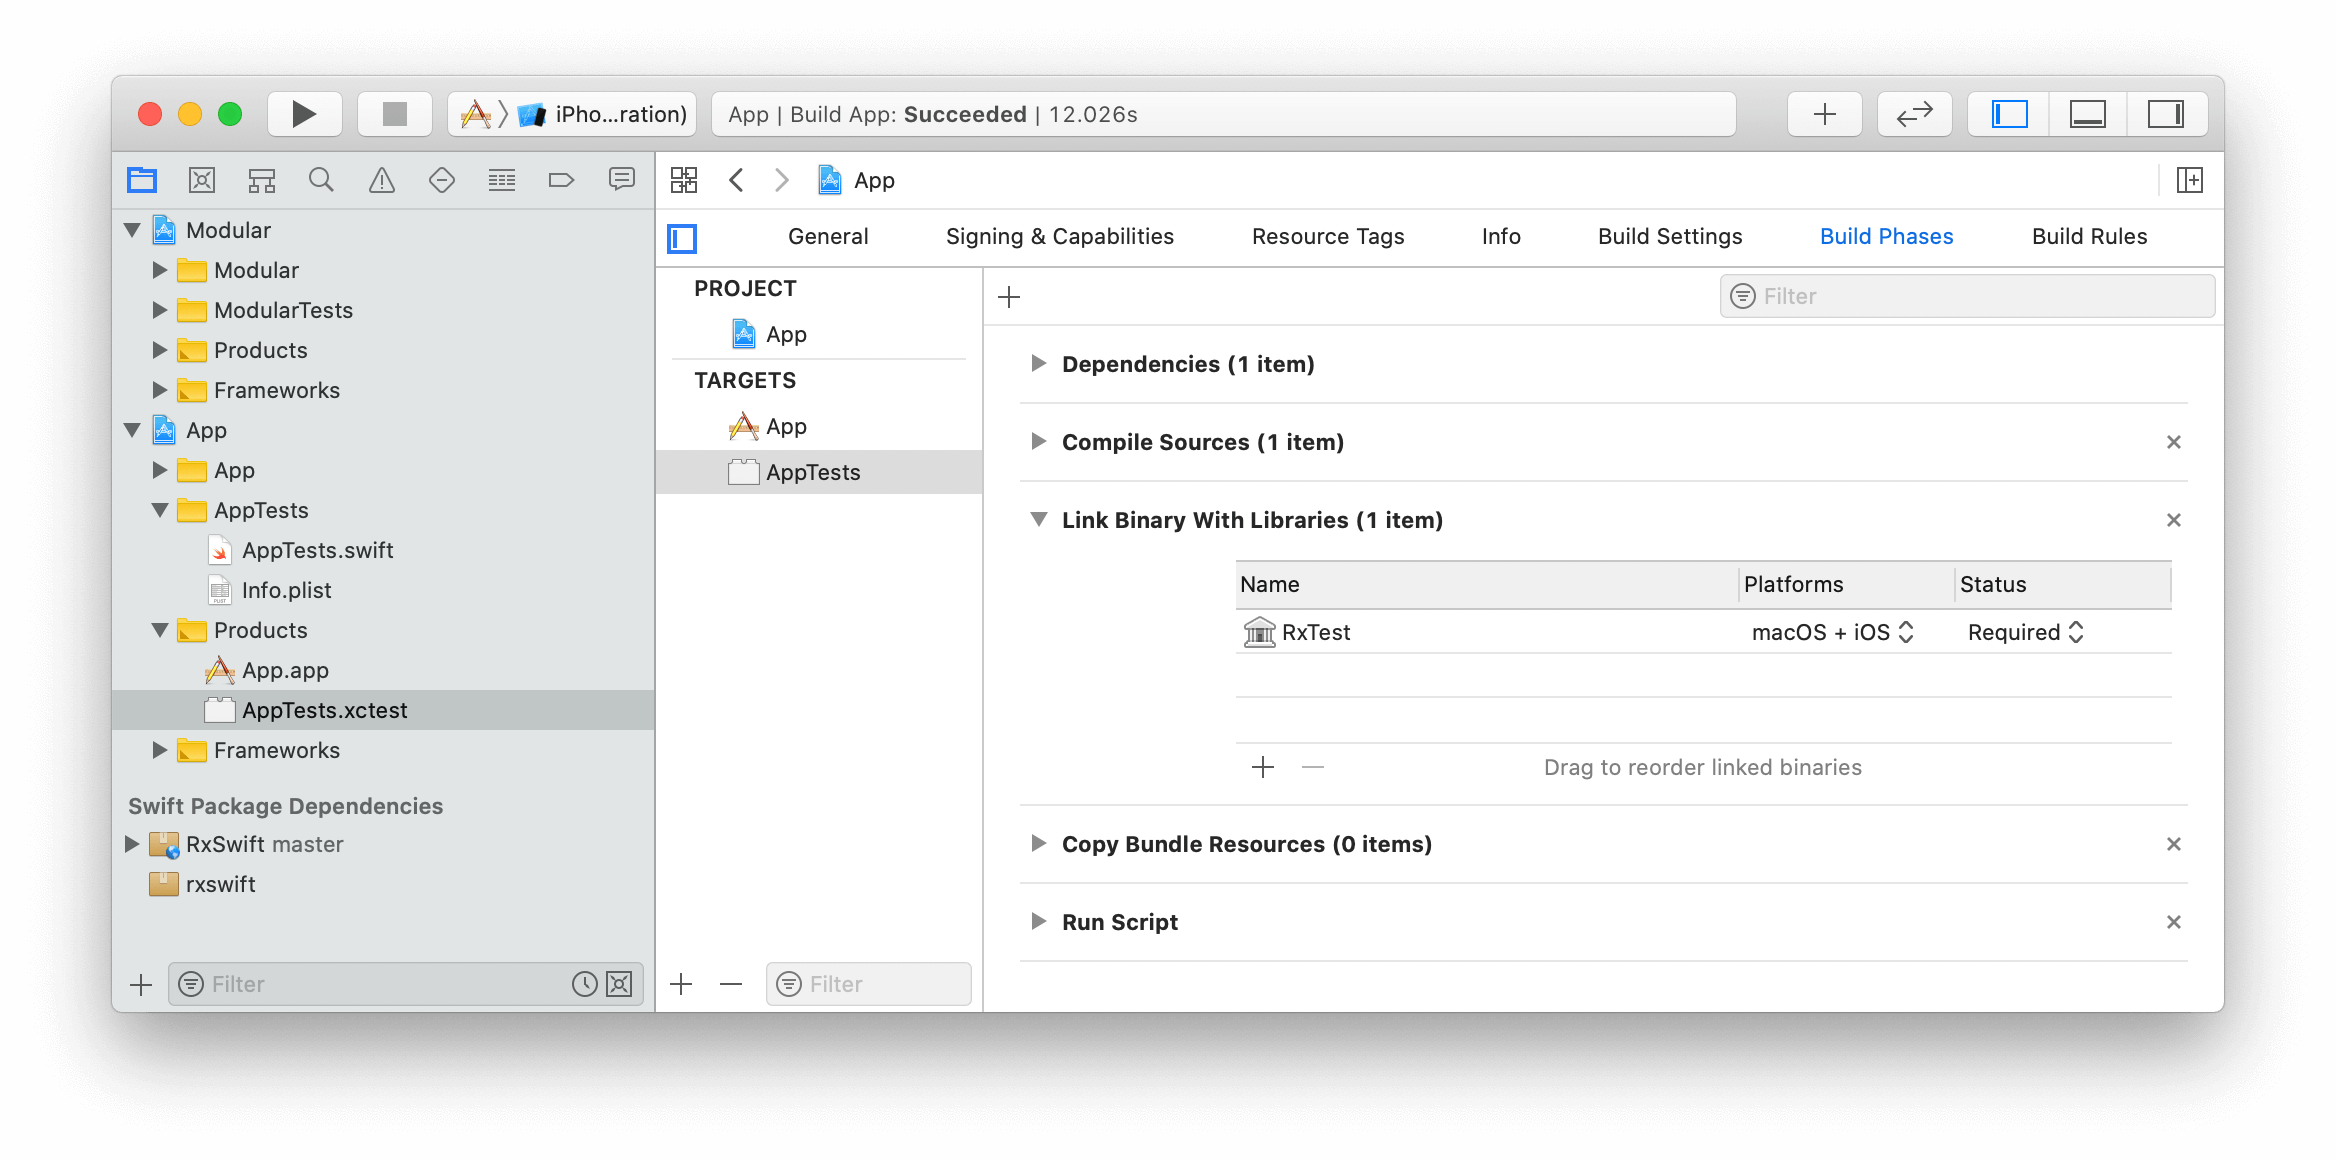 iPho...ration)
App | Build App: Succeeded | 12.026s
App
General Signing & Capabilities Resource Tags Info Build Settings Build Phases Build Rules
Modular
Modular
ModularTests
Products
Frameworks
App
App
AppTests
AppTests.swift
Info.plist
Products
App.app
AppTests.xctest
Frameworks
Swift Package Dependencies
RxSwift master
rxswift
Filter
PROJECT
App
TARGETS
App
AppTests
Filter
Filter
Dependencies (1 item)
Compile Sources (1 item)
Link Binary With Libraries (1 item)
Name Platforms Status
RxTest macOS + iOS Required
Drag to reorder linked binaries
Copy Bundle Resources (0 items)
Run Script